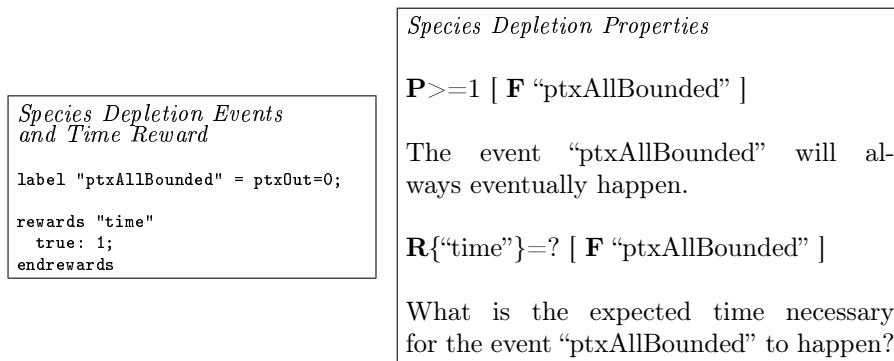 Species Depletion Events
and Time Reward
label "ptxAllBounded" = ptxOut=0;
rewards "time"
true: 1;
endrewards
Species Depletion Properties
P>=1 [ F “ptxAllBounded” ]
The event “ptxAllBounded” will al-
ways eventually happen.
R{“time”}=? [ F “ptxAllBounded” ]
What is the expected time necessary
for the event “ptxAllBounded” to happen?